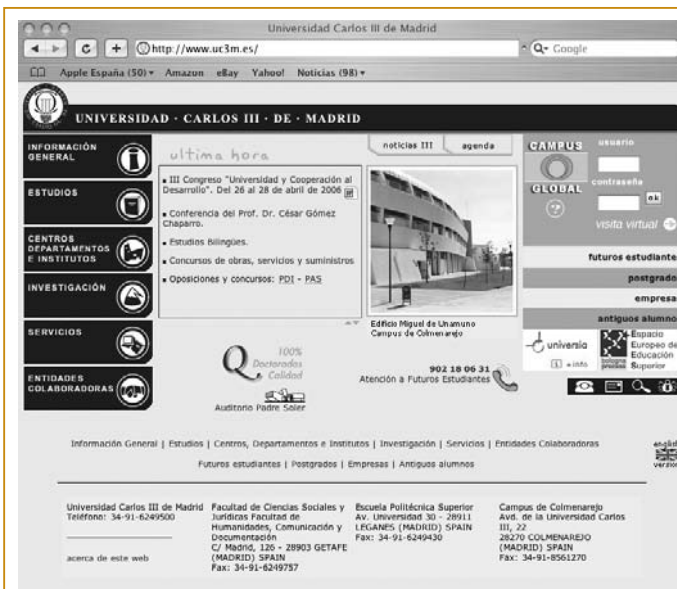 Universidad Carlos III de Madrid
http://www.uc3m.es/
Google
Apple España (50) Amazon eBay Yahoo! Noticias (98)
UNIVERSIDAD · CARLOS III · DE · MADRID
INFORMACIÓN
GENERAL
ESTUDIOS
CENTROS
DEPARTAMENTOS
E INSTITUTOS
INVESTIGACIÓN
SERVICIOS
ENTIDADES
COLABORADORAS
ultima hora
III Congreso "Universidad y Cooperación al
Desarrollo". Del 26 al 28 de abril de 2006
Conferencia del Prof. Dr. César Gómez
Chaparro.
Estudios Bilingües.
Concursos de obras, servicios y suministros
Oposiciones y concursos: PDI - PAS
noticias III agenda
Edificio Miguel de Unamuno
Campus de Colmenarejo
CAMPUS
GLOBAL
usuario
contraseña
ok
visita virtual
futuros estudiante
postgrado
empresa
antiguos alumno
universia
+info
Espacio
Europeo de
Educación
Superior
100%
Doctorados
Calidad
Auditorio Padre Soler
902 18 06 31
Atención a Futuros Estudiantes
Información General | Estudios | Centros, Departamentos e Institutos | Investigación | Servicios | Entidades Colaboradoras
Futuros estudiantes | Postgrados | Empresas | Antiguos alumnos
english
version
Universidad Carlos III de Madrid
Teléfono: 34-91-6249500
acerca de este web
Facultad de Ciencias Sociales y
Jurídicas Facultad de
Humanidades, Comunicación y
Documentación
C/ Madrid, 126 - 28903 GETAFE
(MADRID) SPAIN
Fax: 34-91-6249757
Escuela Politécnica Superior
Av. Universidad 30 - 28911
LEGANES (MADRID) SPAIN
Fax: 34-91-6249430
Campus de Colmenarejo
Avd. de la Universidad Carlos
III, 22
28270 COLMENAREJO
(MADRID) SPAIN
Fax: 34-91-8561270